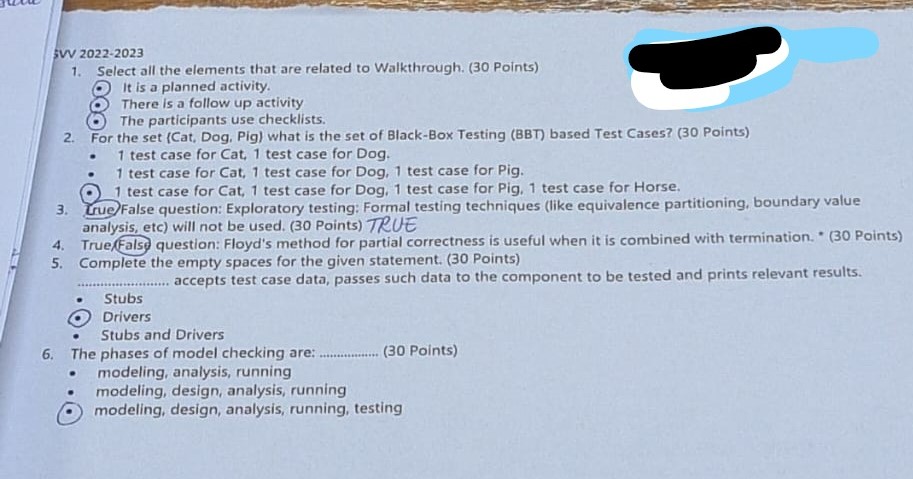 SVV 2022-2023
1. Select all the elements that are related to Walkthrough. (30 Points)
• It is a planned activity.
• There is a follow up activity
• The participants use checklists.
2. For the set {Cat, Dog, Pig} what is the set of Black-Box Testing (BBT) based Test Cases? (30 Points)
• 1 test case for Cat, 1 test case for Dog.
• 1 test case for Cat, 1 test case for Dog, 1 test case for Pig.
• 1 test case for Cat, 1 test case for Dog, 1 test case for Pig, 1 test case for Horse.
3. True/False question: Exploratory testing: Formal testing techniques (like equivalence partitioning, boundary value
analysis, etc) will not be used. (30 Points) TRUE
4. True/False question: Floyd's method for partial correctness is useful when it is combined with termination. * (30 Points)
5. Complete the empty spaces for the given statement. (30 Points)
........................ accepts test case data, passes such data to the component to be tested and prints relevant results.
• Stubs
• Drivers
• Stubs and Drivers
6. The phases of model checking are: ................ (30 Points)
• modeling, analysis, running
• modeling, design, analysis, running
• modeling, design, analysis, running, testing